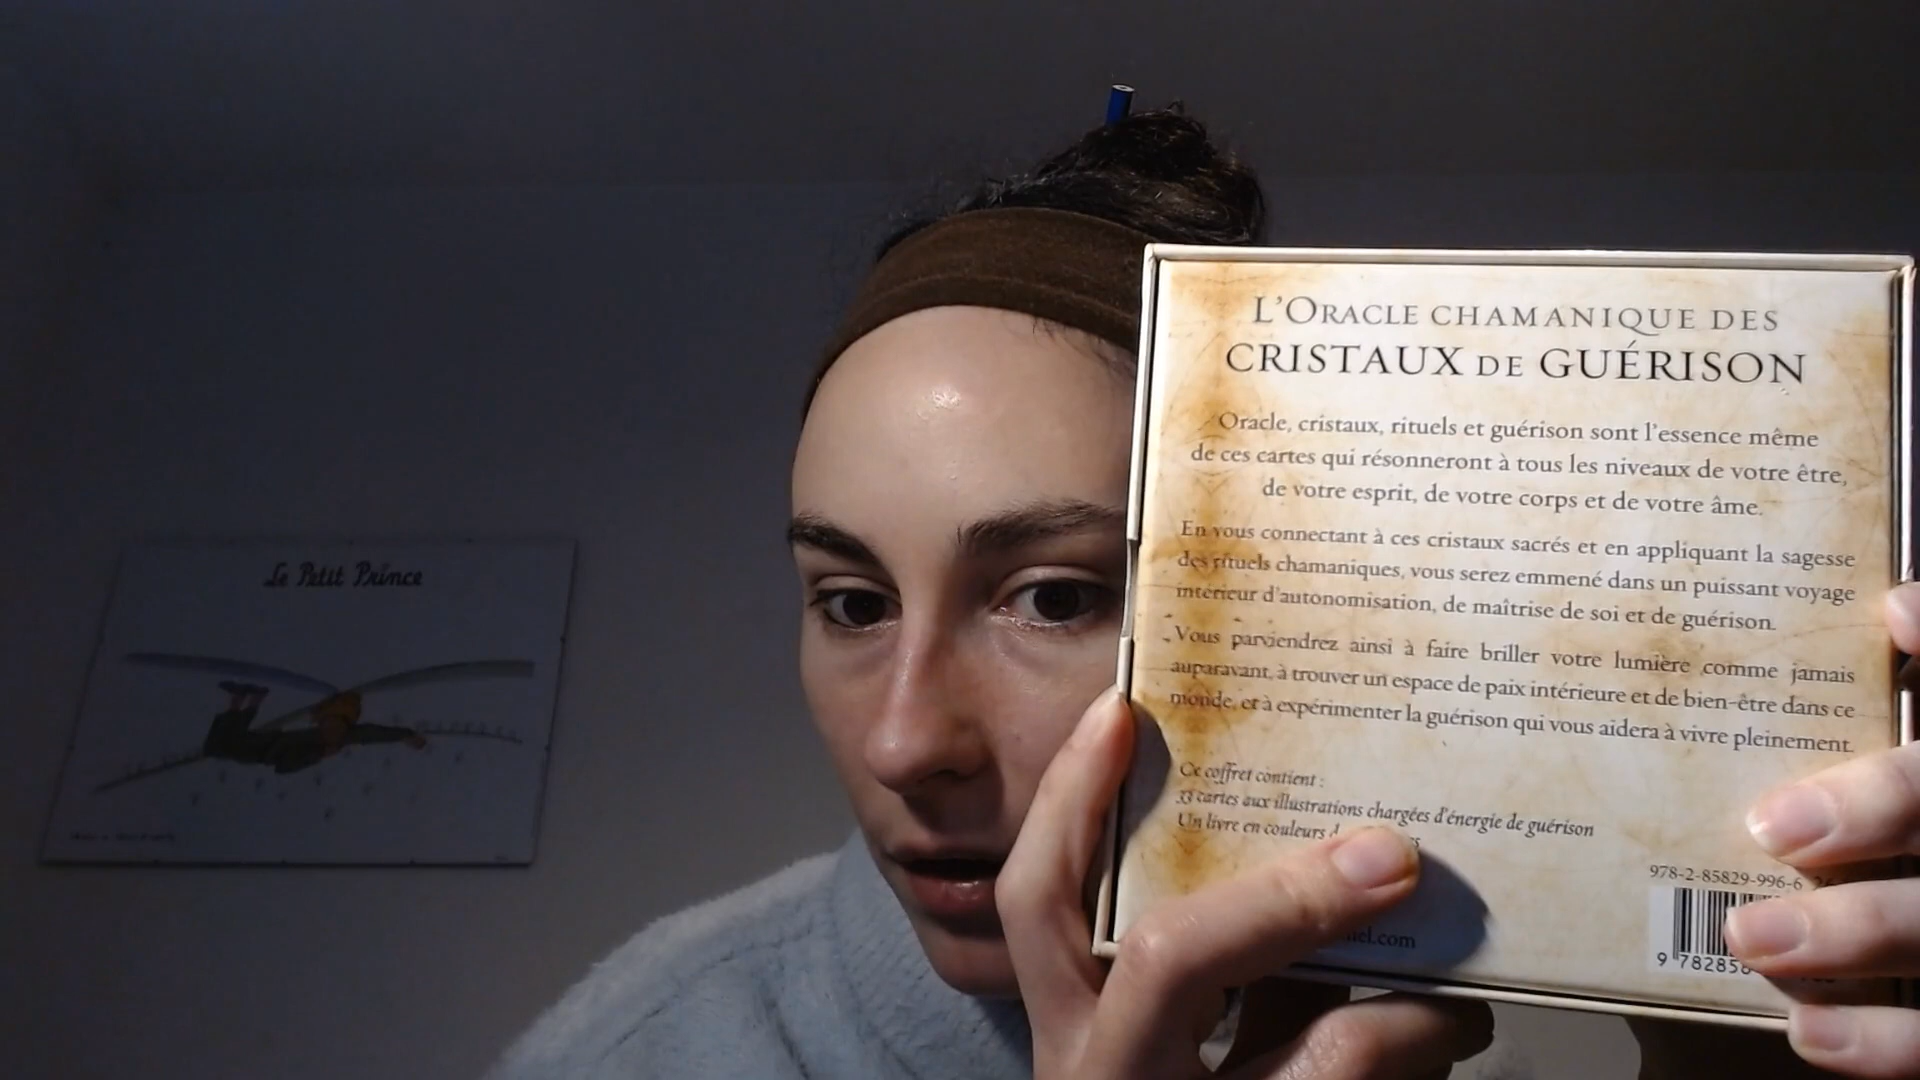 Le Petit Prince
L'ORACLE CHAMANIQUE DES
CRISTAUX DE GUÉRISON
Oracle, cristaux, rituels et guérison sont l'essence même
de ces cartes qui résonneront à tous les niveaux de votre être,
de votre esprit, de votre corps et de votre âme.
En vous connectant à ces cristaux sacrés et en appliquant la sagesse
des rituels chamaniques, vous serez emmené dans un puissant voyage
intérieur d'autonomisation, de maîtrise de soi et de guérison.
Vous parviendrez ainsi à faire briller votre lumière comme jamais
auparavant, à trouver un espace de paix intérieure et de bien-être dans ce
monde, et à expérimenter la guérison qui vous aidera à vivre pleinement.
Ce coffret contient :
33 cartes aux illustrations chargées d'énergie de guérison
Un livre en couleurs
978-2-85829-996-6
9 782858